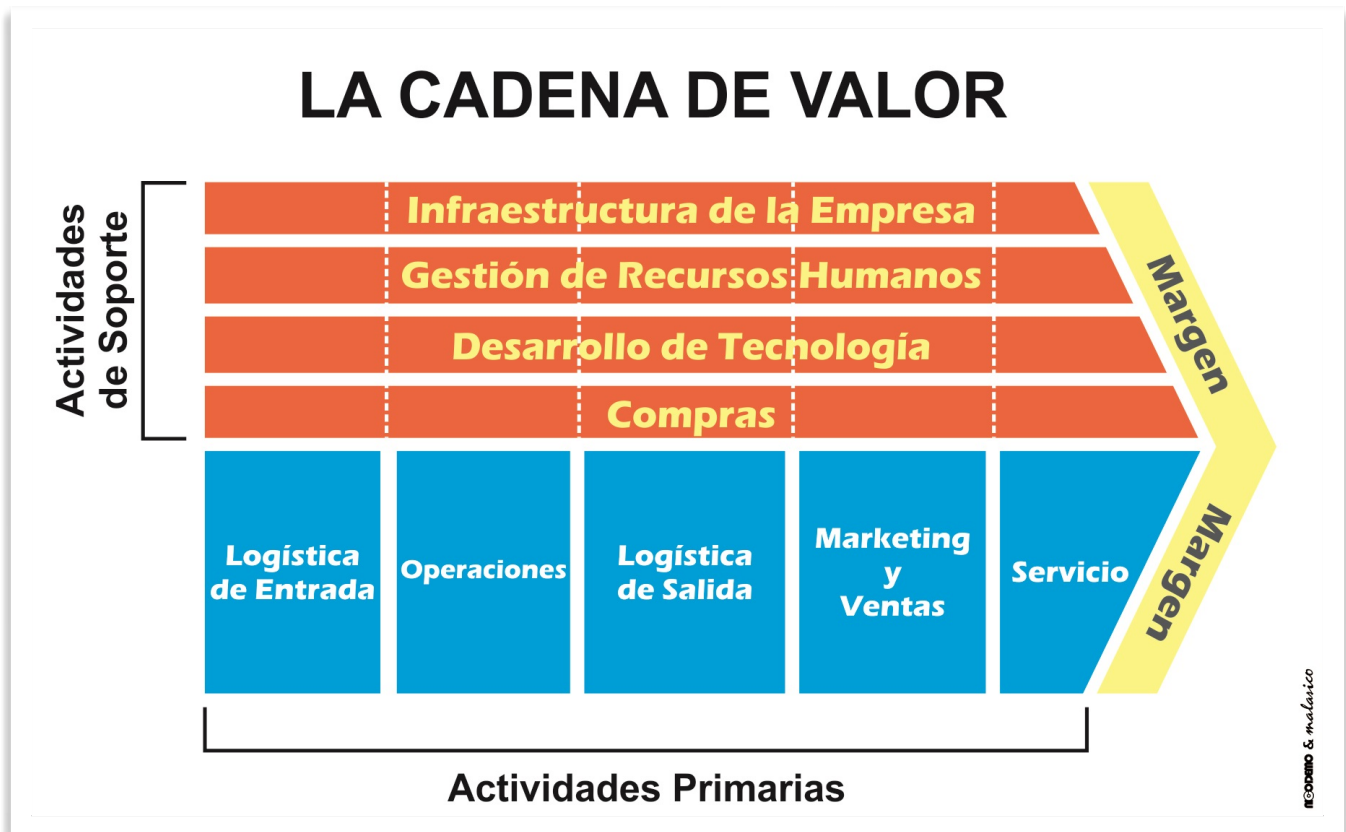 LA CADENA DE VALOR
Actividades
de Soporte
Infraestructura de la Empresa
Gestión de Recursos Humanos
Desarrollo de Tecnología
Compras
Margen
Margen
Logística
de Entrada
Operaciones
Logística
de Salida
Marketing
y
Ventas
Servicio
Actividades Primarias
& malasico